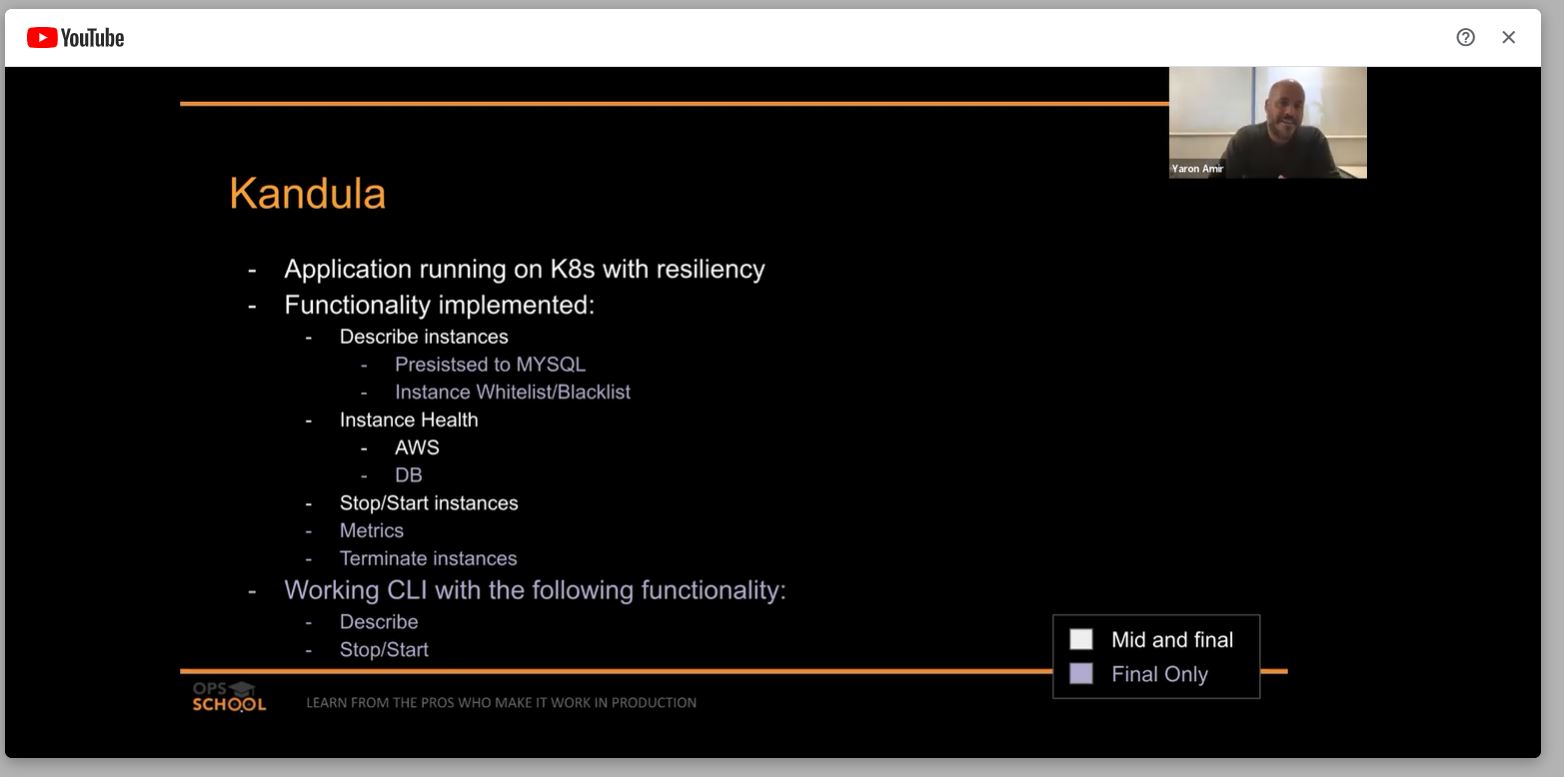 YouTube
Yaron Amir
Kandula
- Application running on K8s with resiliency
- Functionality implemented:
- Describe instances
- Presistsed to MYSQL
- Instance Whitelist/Blacklist
- Instance Health
- AWS
- DB
- Stop/Start instances
- Metrics
- Terminate instances
- Working CLI with the following functionality:
- Describe
- Stop/Start
Mid and final
Final Only
OPS
SCHOOL
LEARN FROM THE PROS WHO MAKE IT WORK IN PRODUCTION